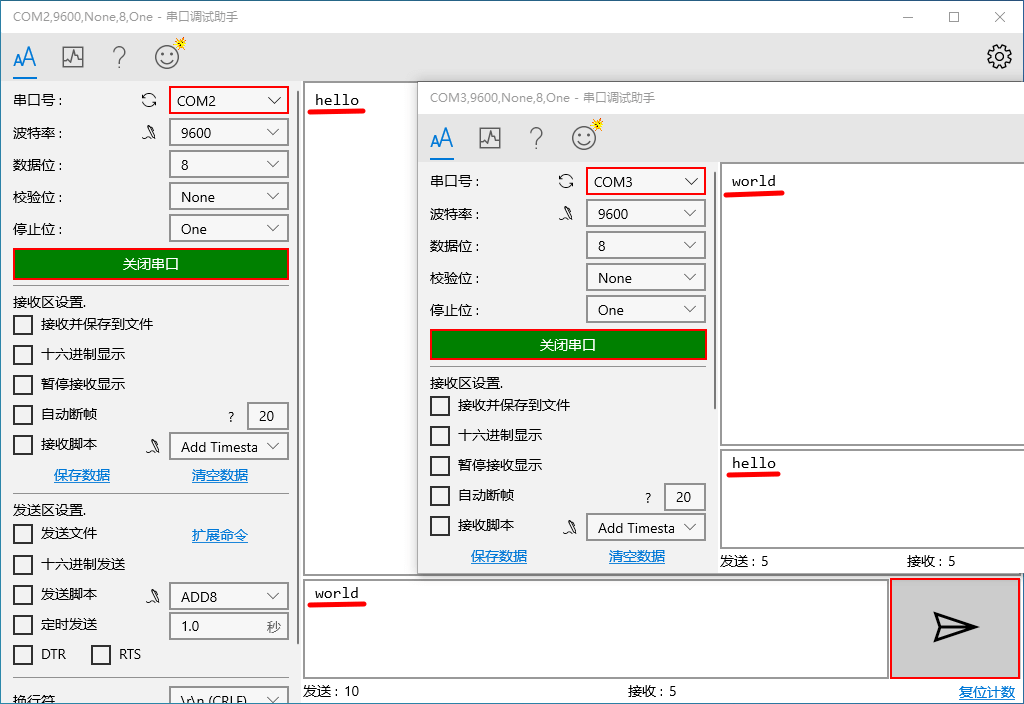 COM2,9600,None,8,One - 串口调试助手
串口号：
COM2
波特率：
9600
数据位：
8
校验位：
None
停止位：
One
关闭串口
接收区设置.
接收并保存到文件
十六进制显示
暂停接收显示
自动断帧
?
20
接收脚本
Add Timesta
保存数据
清空数据
发送区设置.
发送文件
扩展命令
十六进制发送
发送脚本
ADD8
定时发送
1.0
秒
DTR
RTS
换行符
\r\n (CRLF)
hello
world
发送：10
接收：5
复位计数
COM3,9600,None,8,One - 串口调试助手
串口号：
COM3
波特率：
9600
数据位：
8
校验位：
None
停止位：
One
关闭串口
接收区设置.
接收并保存到文件
十六进制显示
暂停接收显示
自动断帧
?
20
接收脚本
Add Timesta
保存数据
清空数据
world
hello
发送：5
接收：5